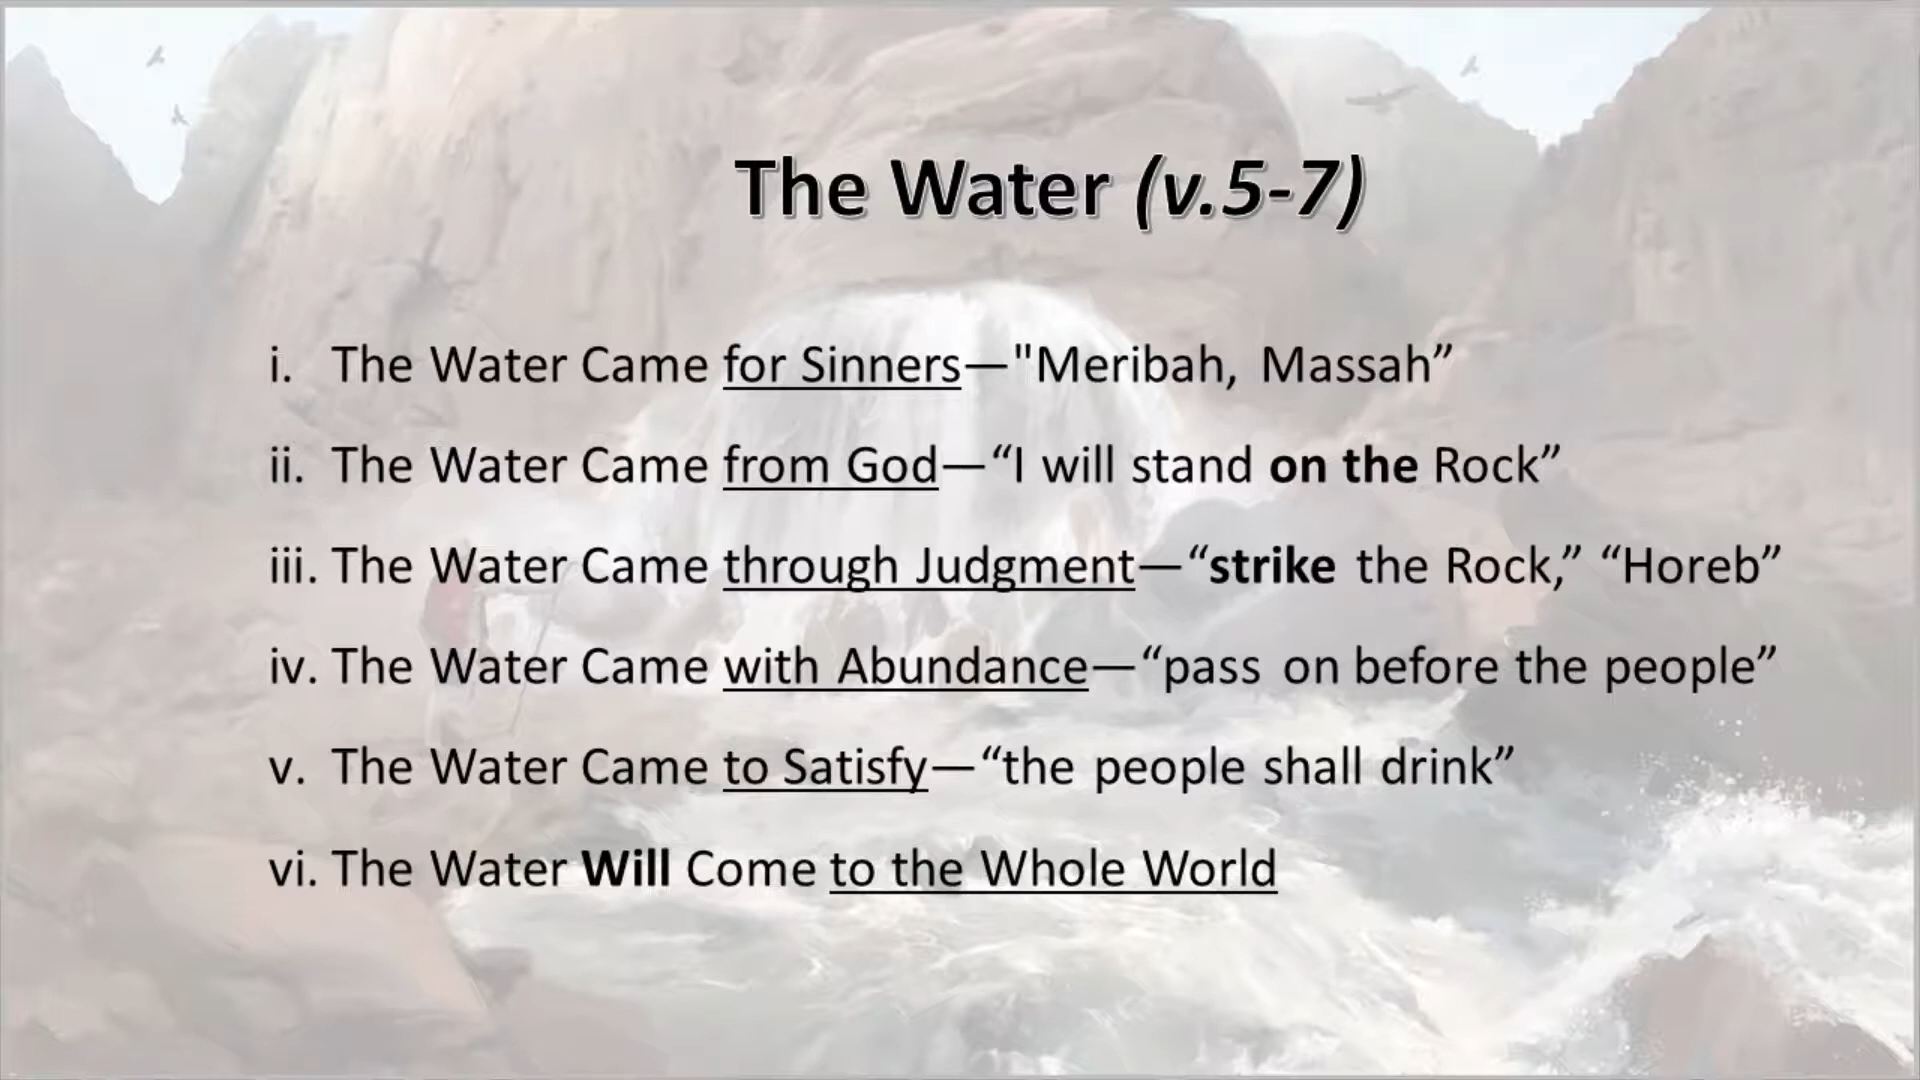 The Water (v.5-7)
i. The Water Came for Sinners—"Meribah, Massah”
ii. The Water Came from God—“I will stand on the Rock”
iii. The Water Came through Judgment—“strike the Rock,” “Horeb”
iv. The Water Came with Abundance—“pass on before the people”
v. The Water Came to Satisfy—“the people shall drink”
vi. The Water Will Come to the Whole World